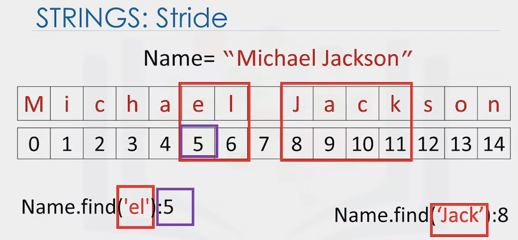 STRINGS: Stride
Name= “Michael Jackson”
M i c h a e l J a c k s o n
0 1 2 3 4 5 6 7 8 9 10 11 12 13 14
Name.find('el'):5
Name.find(‘Jack’):8